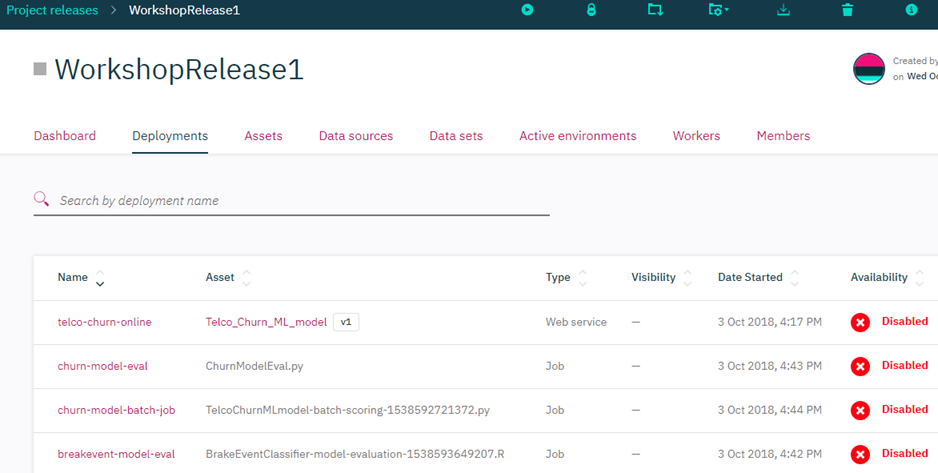 Project releases > WorkshopRelease1
WorkshopRelease1
Created by
on Wed Oc
Dashboard Deployments Assets Data sources Data sets Active environments Workers Members
Search by deployment name
Name Asset Type Visibility Date Started Availability
telco-churn-online Telco_Churn_ML_model v1 Web service — 3 Oct 2018, 4:17 PM Disabled
churn-model-eval ChurnModelEval.py Job — 3 Oct 2018, 4:43 PM Disabled
churn-model-batch-job TelcoChurnMLmodel-batch-scoring-1538592721372.py Job — 3 Oct 2018, 4:44 PM Disabled
breakevent-model-eval BrakeEventClassifier-model-evaluation-1538593649207.R Job — 3 Oct 2018, 4:42 PM Disabled